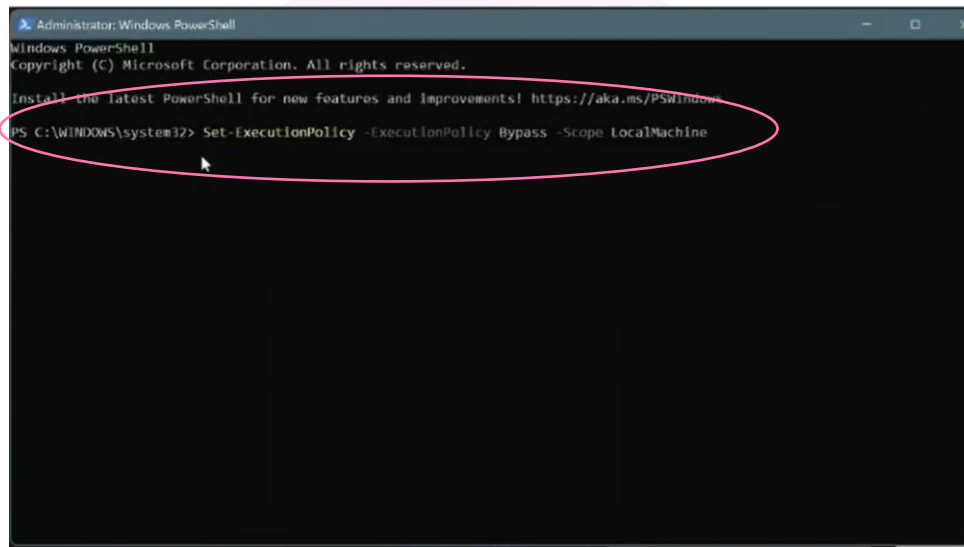 Administrator: Windows PowerShell
Windows PowerShell
Copyright (C) Microsoft Corporation. All rights reserved.
Install the latest PowerShell for new features and improvements! https://aka.ms/PSWindows
PS C:\WINDOWS\system32> Set-ExecutionPolicy -ExecutionPolicy Bypass -Scope LocalMachine